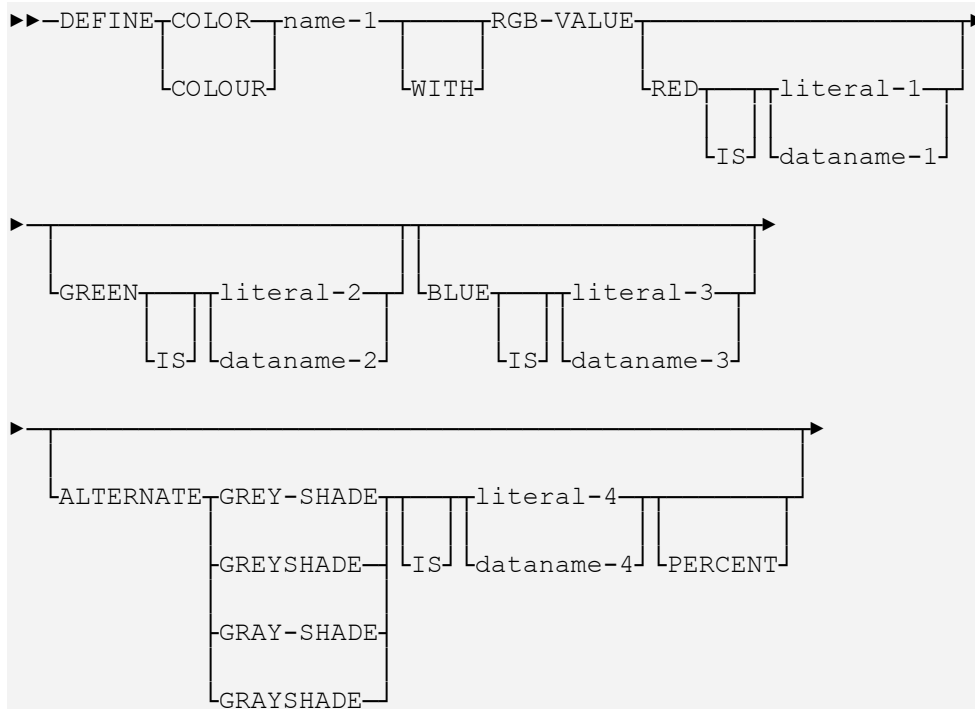 DEFINE COLOR name-1 RGB-VALUE
COLOUR WITH RED literal-1
IS dataname-1
GREEN literal-2 BLUE literal-3
IS dataname-2 IS dataname-3
ALTERNATE GREY-SHADE literal-4
GREYSHADE IS dataname-4 PERCENT
GRAY-SHADE
GRAYSHADE